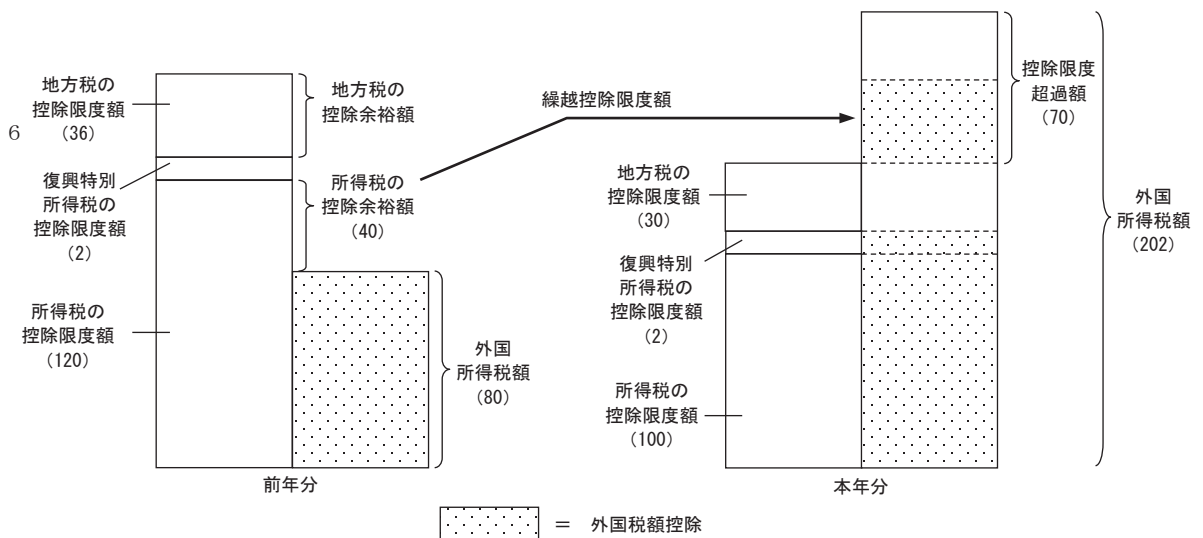 6
地方税の
控除限度額
(36)
復興特別
所得税の
控除限度額
(2)
所得税の
控除限度額
(120)
地方税の
控除余裕額
所得税の
控除余裕額
(40)
外国
所得税額
(80)
前年分
繰越控除限度額
地方税の
控除限度額
(30)
復興特別
所得税の
控除限度額
(2)
所得税の
控除限度額
(100)
控除限度
超過額
(70)
外国
所得税額
(202)
本年分
= 外国税額控除